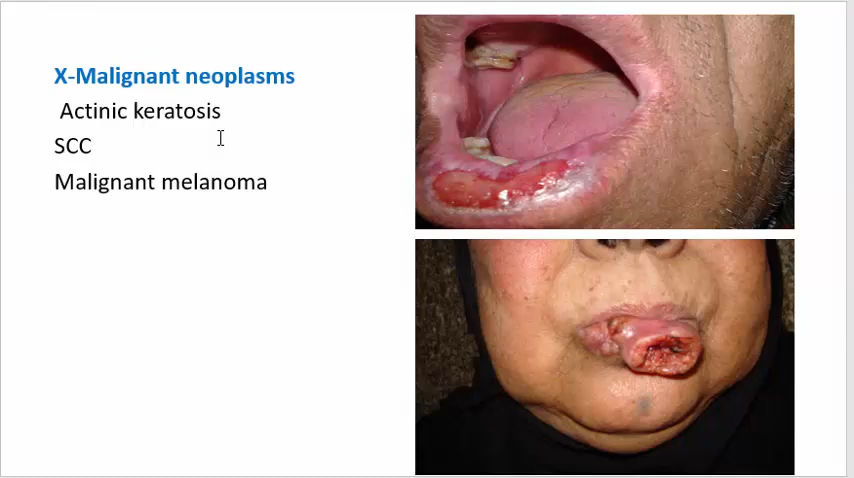 X-Malignant neoplasms
Actinic keratosis
SCC
Malignant melanoma